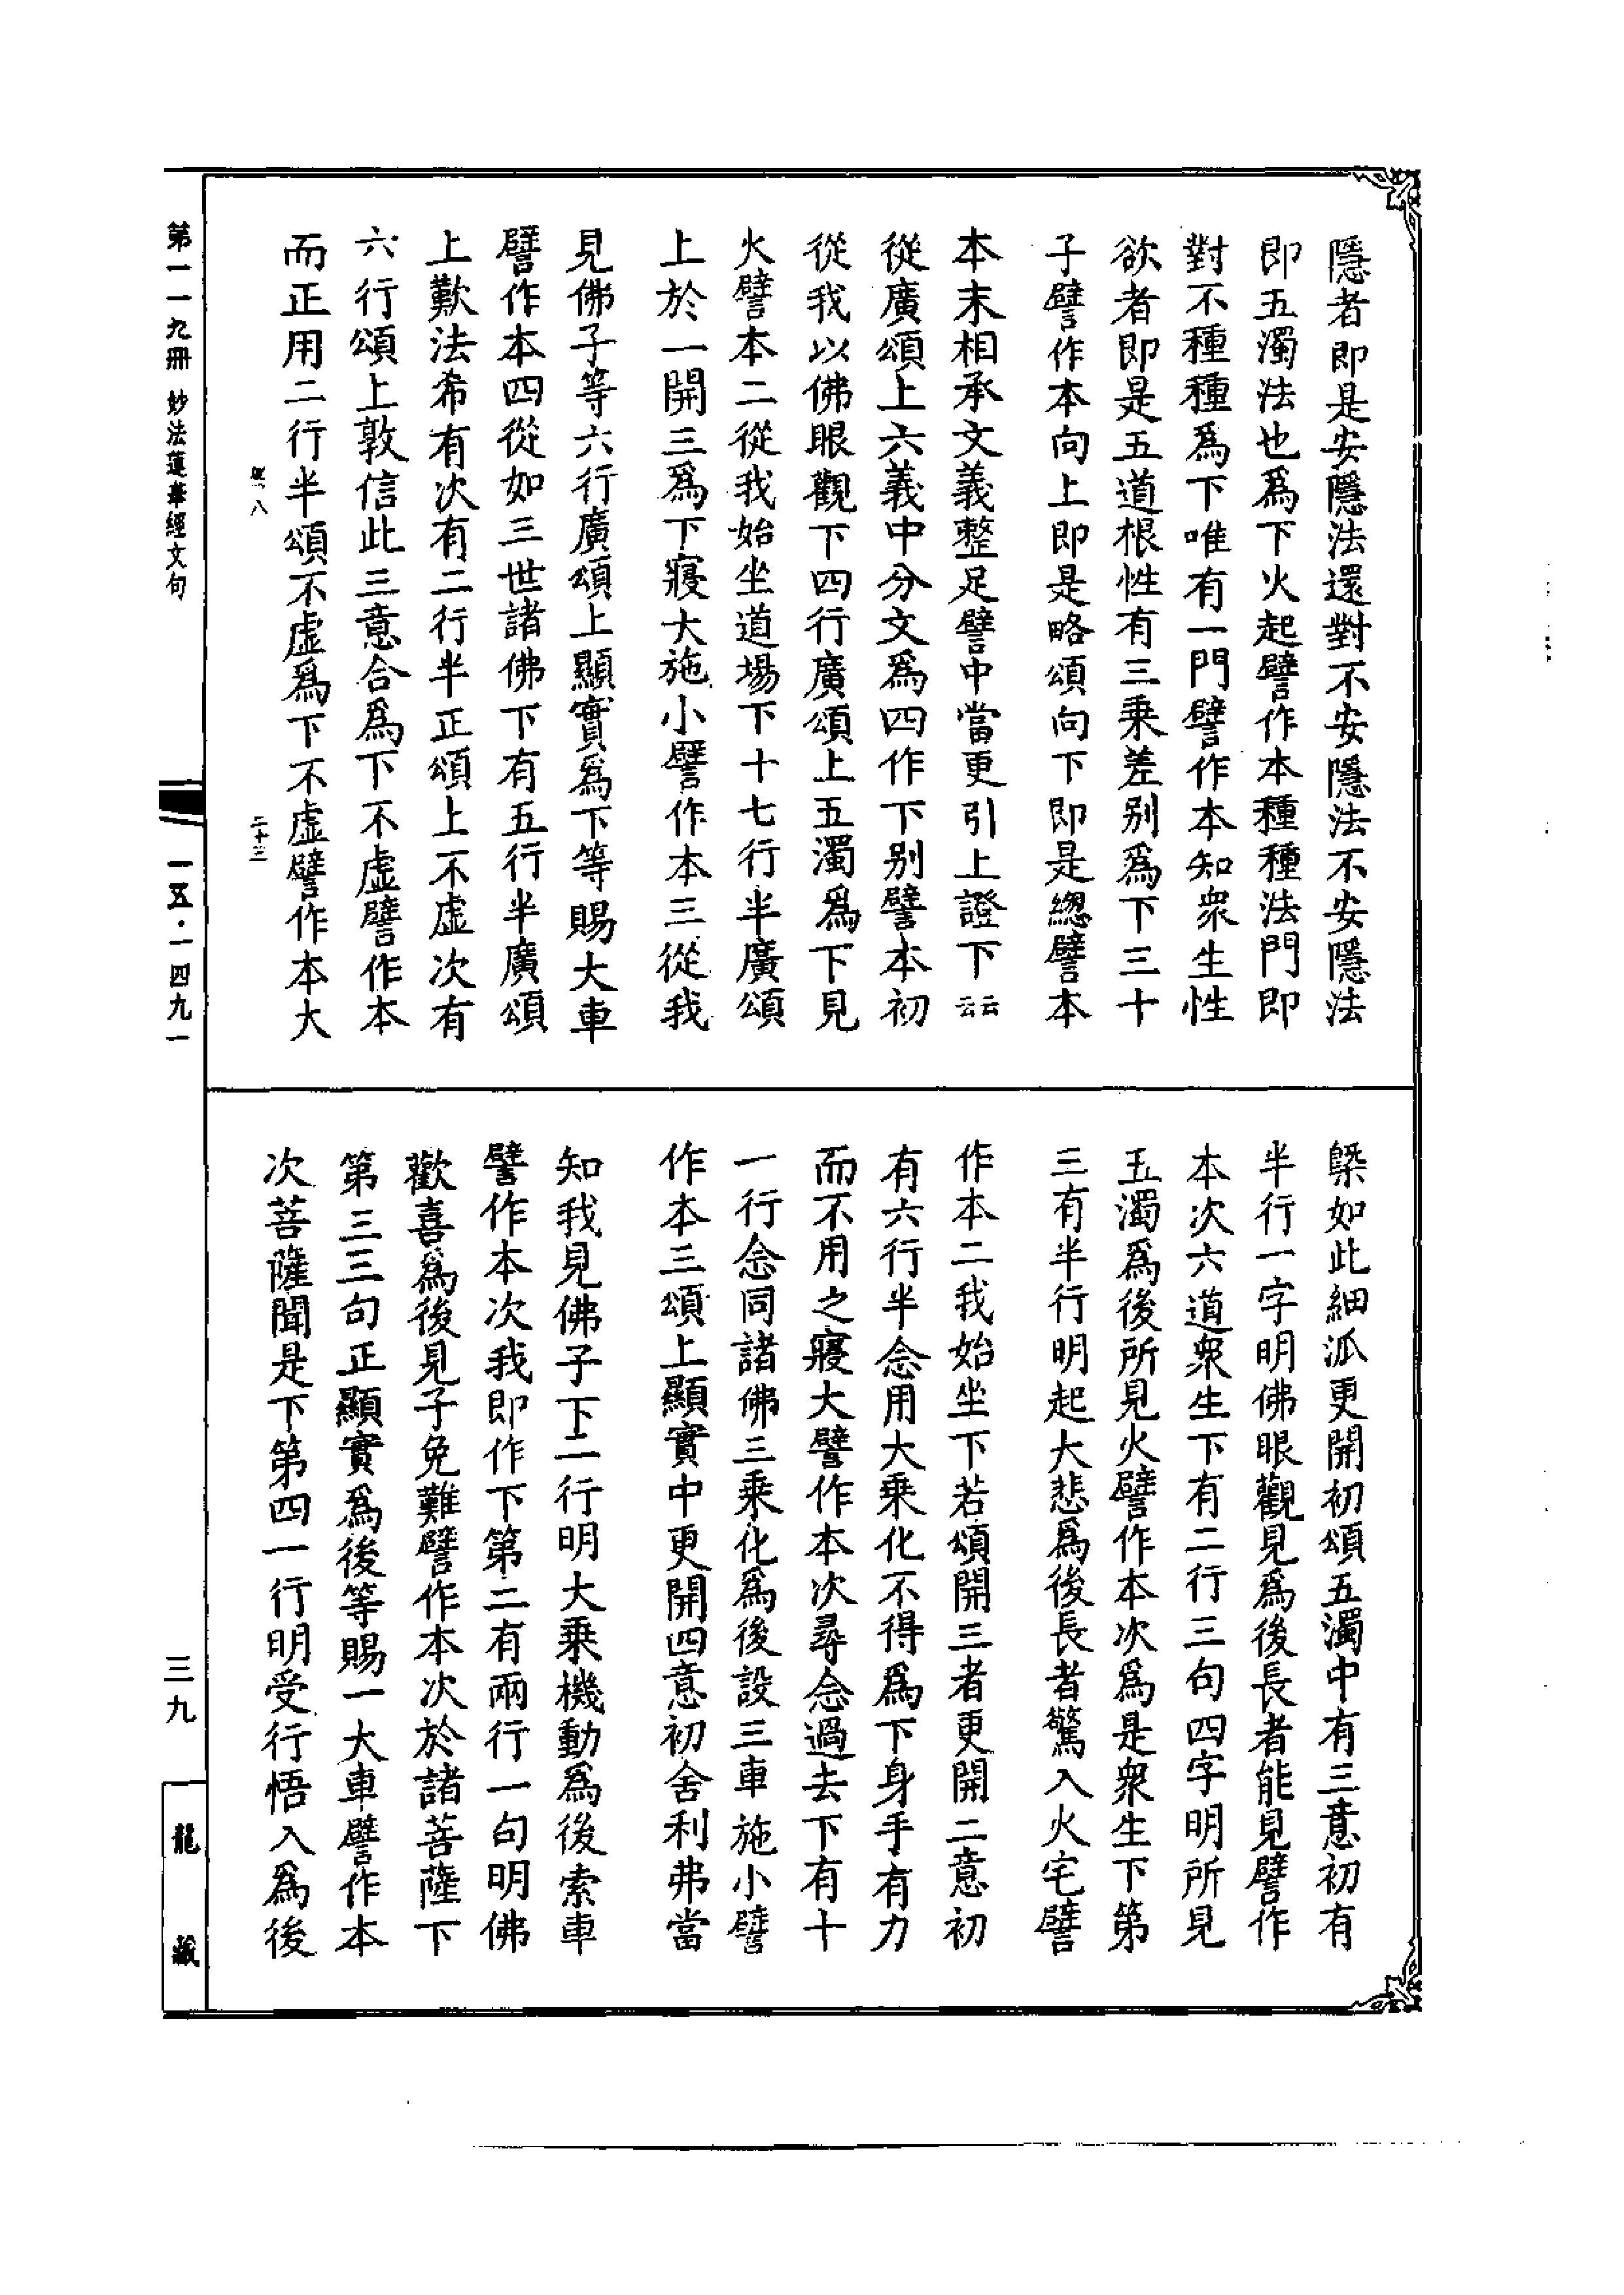 隱者即是安隱法還對不安隱法不安隱法
即五濁法也爲下火起譬作本種種法門即
對不種種爲下唯有一門譬作本知衆生性
欲者即是五道根性有三乘差别爲下三十
子譬作本向上即是略頌向下即是總譬本
本末相承文義整足譬中當更引上證下云云
從廣頌上六義中分文爲四作下别譬本初
從我以佛眼觀下四行廣頌上五濁爲下見
火譬本二從我始坐道場下十七行半廣頌
上於一開三爲下寢大施小譬作本三從我
見佛子等六行廣頌上顯實爲下等賜大車
譬作本四從如三世諸佛下有五行半廣頌
上歎法希有次有二行半正頌上不虛次有
六行頌上敦信此三意合爲下不虛譬作本
而正用二行半頌不虛爲下不虛譬作本大
槩如此細派更開初頌五濁中有三意初有
半行一字明佛眼觀見爲後長者能見譬作
本次六道衆生下有二行三句四字明所見
五濁爲後所見火譬作本次爲是衆生下第
三有半行明起大悲爲後長者驚入火宅譬
作本二我始坐下若頌開三者更開二意初
有六行半念用大乘化不得爲下身手有力
而不用之寢大譬作本次尋念過去下有十
一行念同諸佛三乘化爲後設三車施小譬
作本三頌上顯實中更開四意初舍利弗當
知我見佛子下二行明大乘機動爲後索車
譬作本次我即作下第二有兩行一句明佛
歡喜爲後見子免難譬作本次於諸菩薩下
第三三句正顯實爲後等賜一大車譬作本
次菩薩聞是下第四一行明受行悟入爲後
八
二十三
第一一九冊 妙法蓮華經文句
一五·一四九一
三九
龍藏